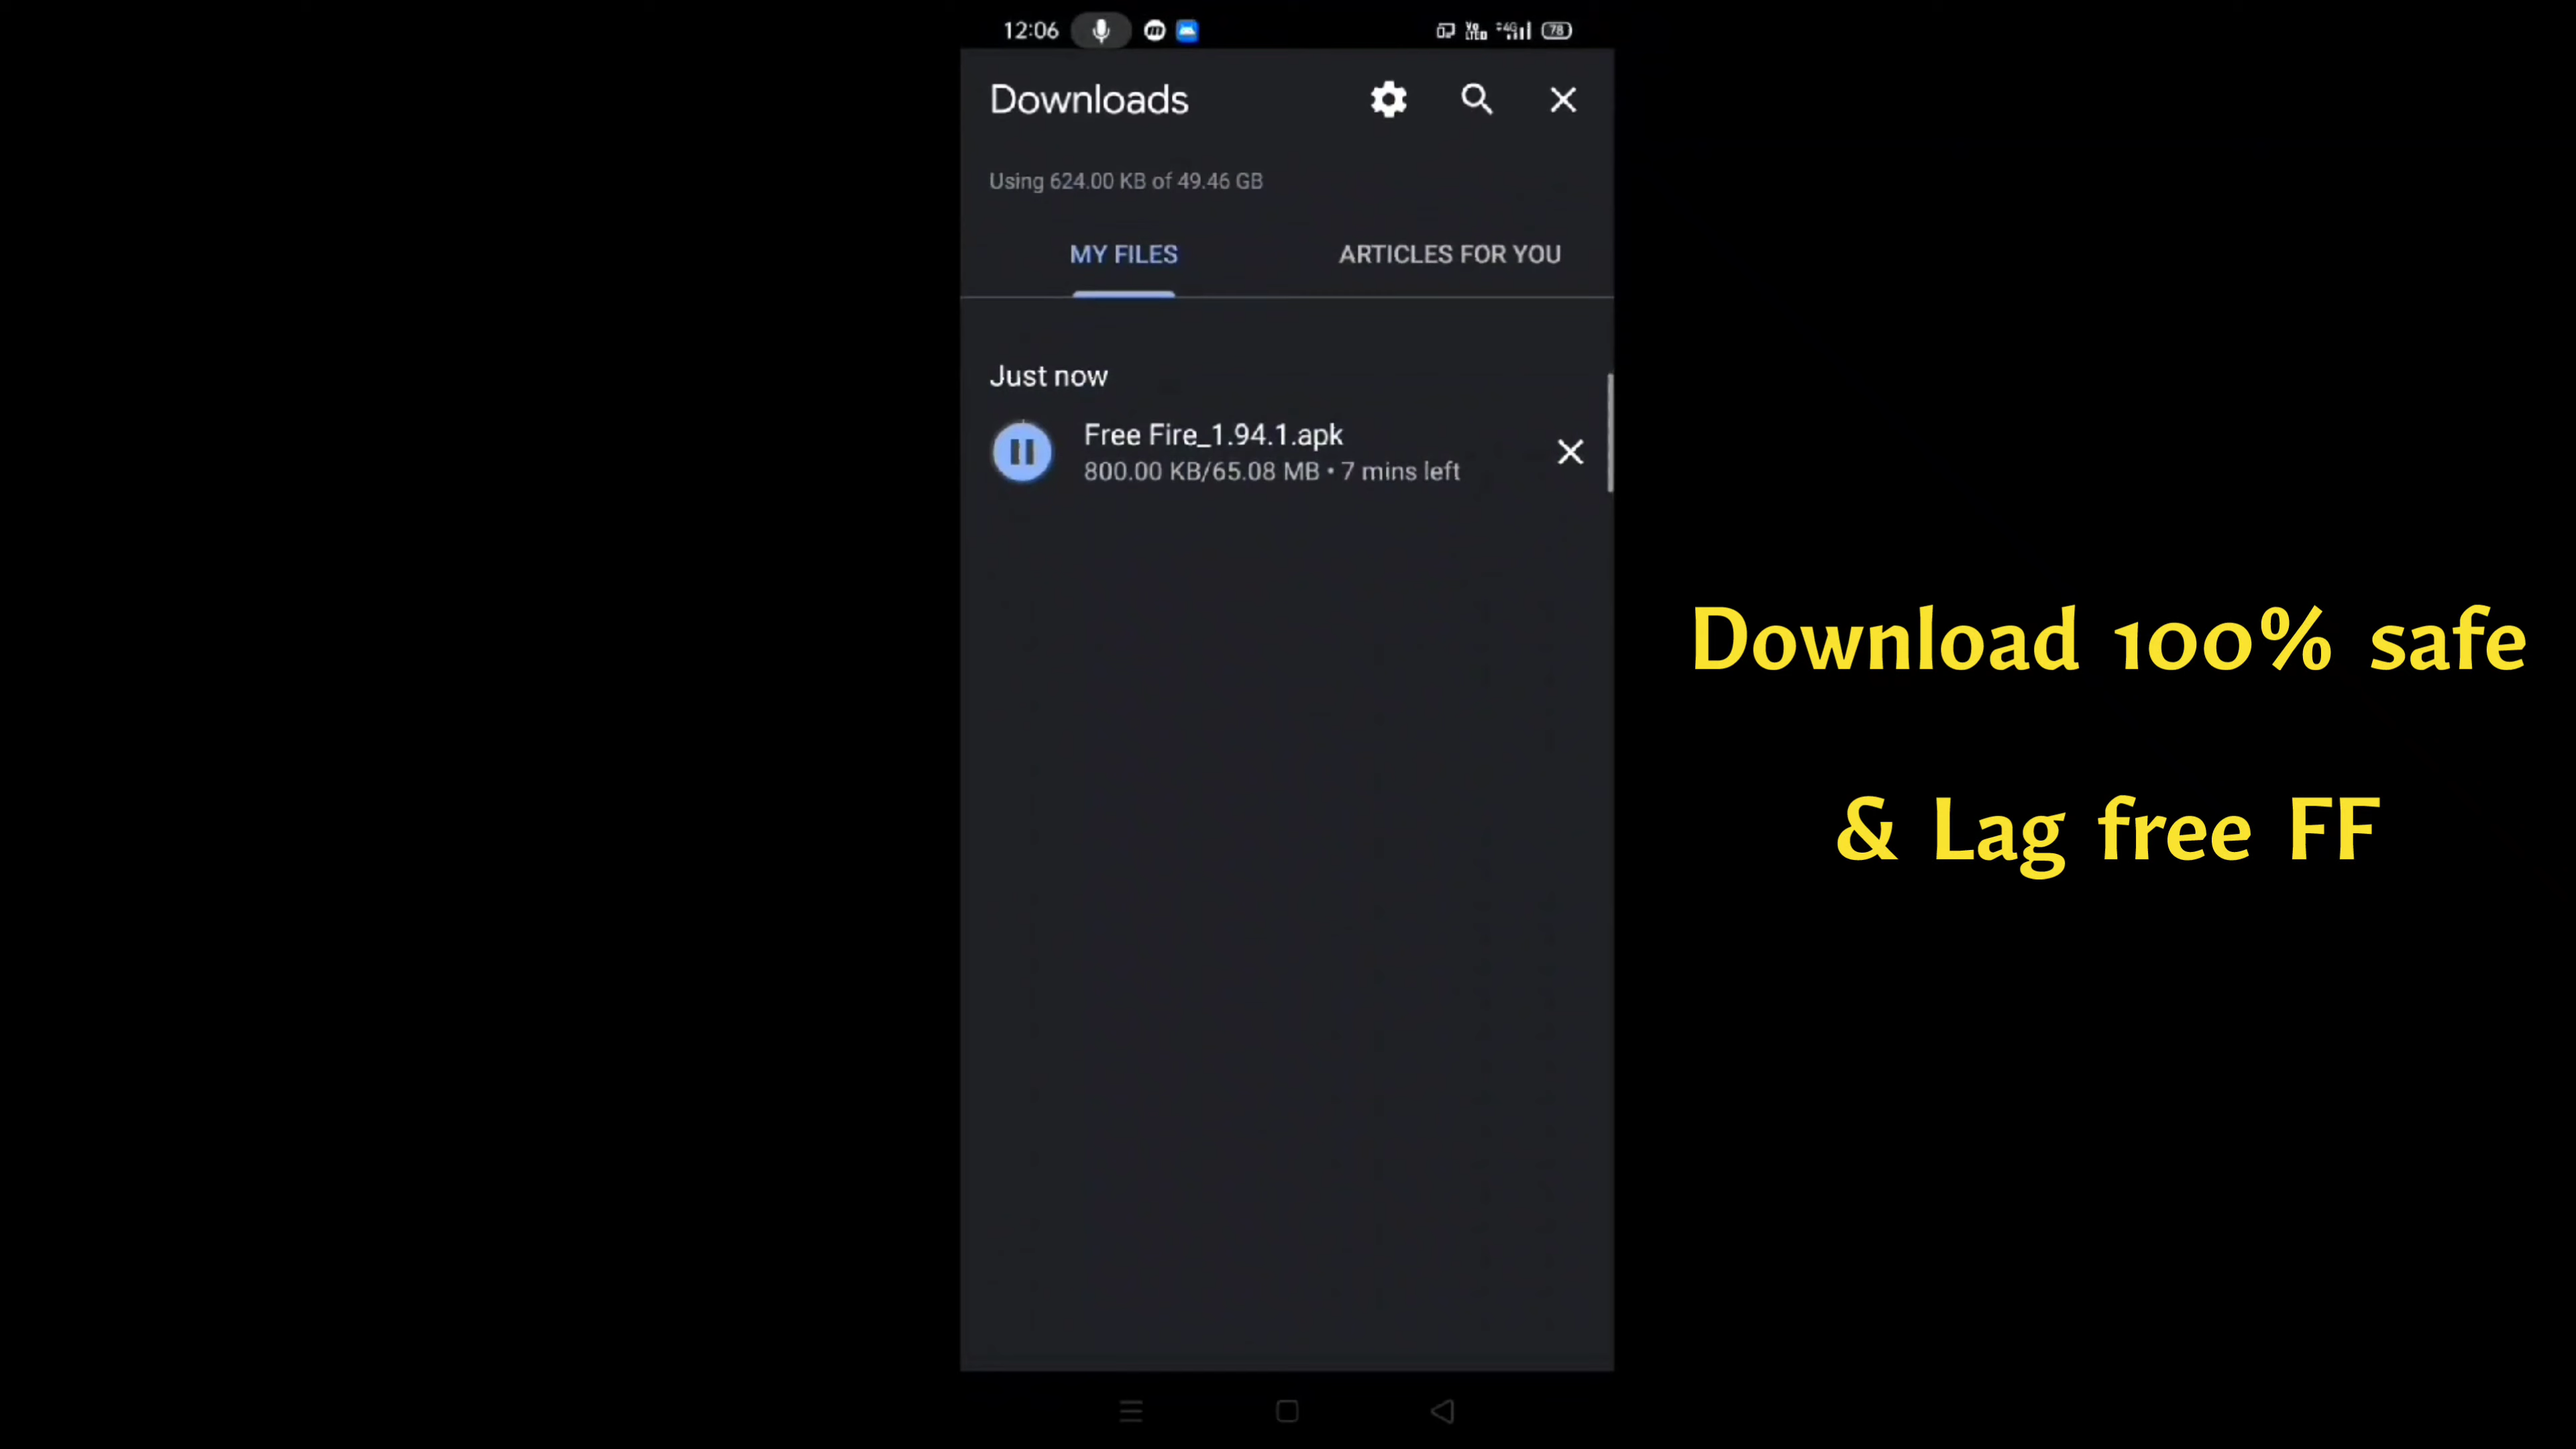 12:06
78
Downloads
Using 624.00 KB of 49.46 GB
MY FILES
ARTICLES FOR YOU
Just now
Free Fire_1.94.1.apk
800.00 KB/65.08 MB • 7 mins left
Download 100% safe
& Lag free FF